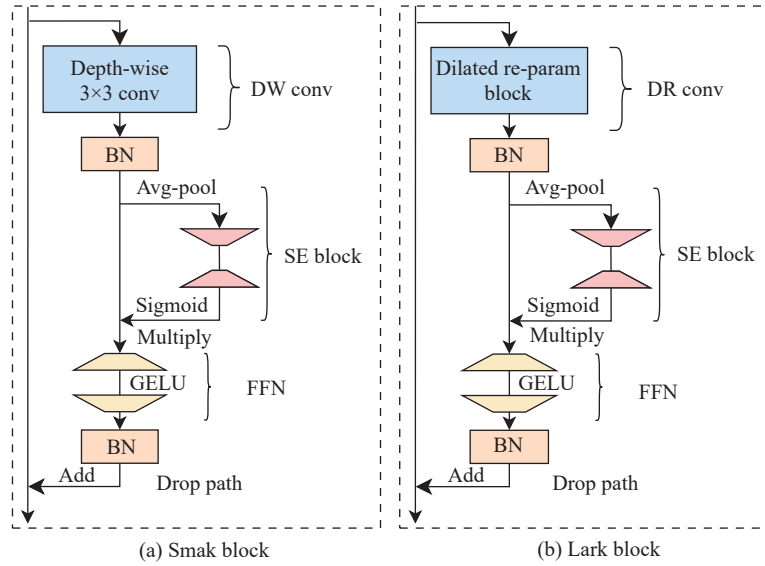 Depth-wise
3×3 conv
DW conv
BN
Avg-pool
SE block
Sigmoid
Multiply
GELU
FFN
BN
Add
Drop path
(a) Smak block
Dilated re-param
block
DR conv
BN
Avg-pool
SE block
Sigmoid
Multiply
GELU
FFN
BN
Add
Drop path
(b) Lark block